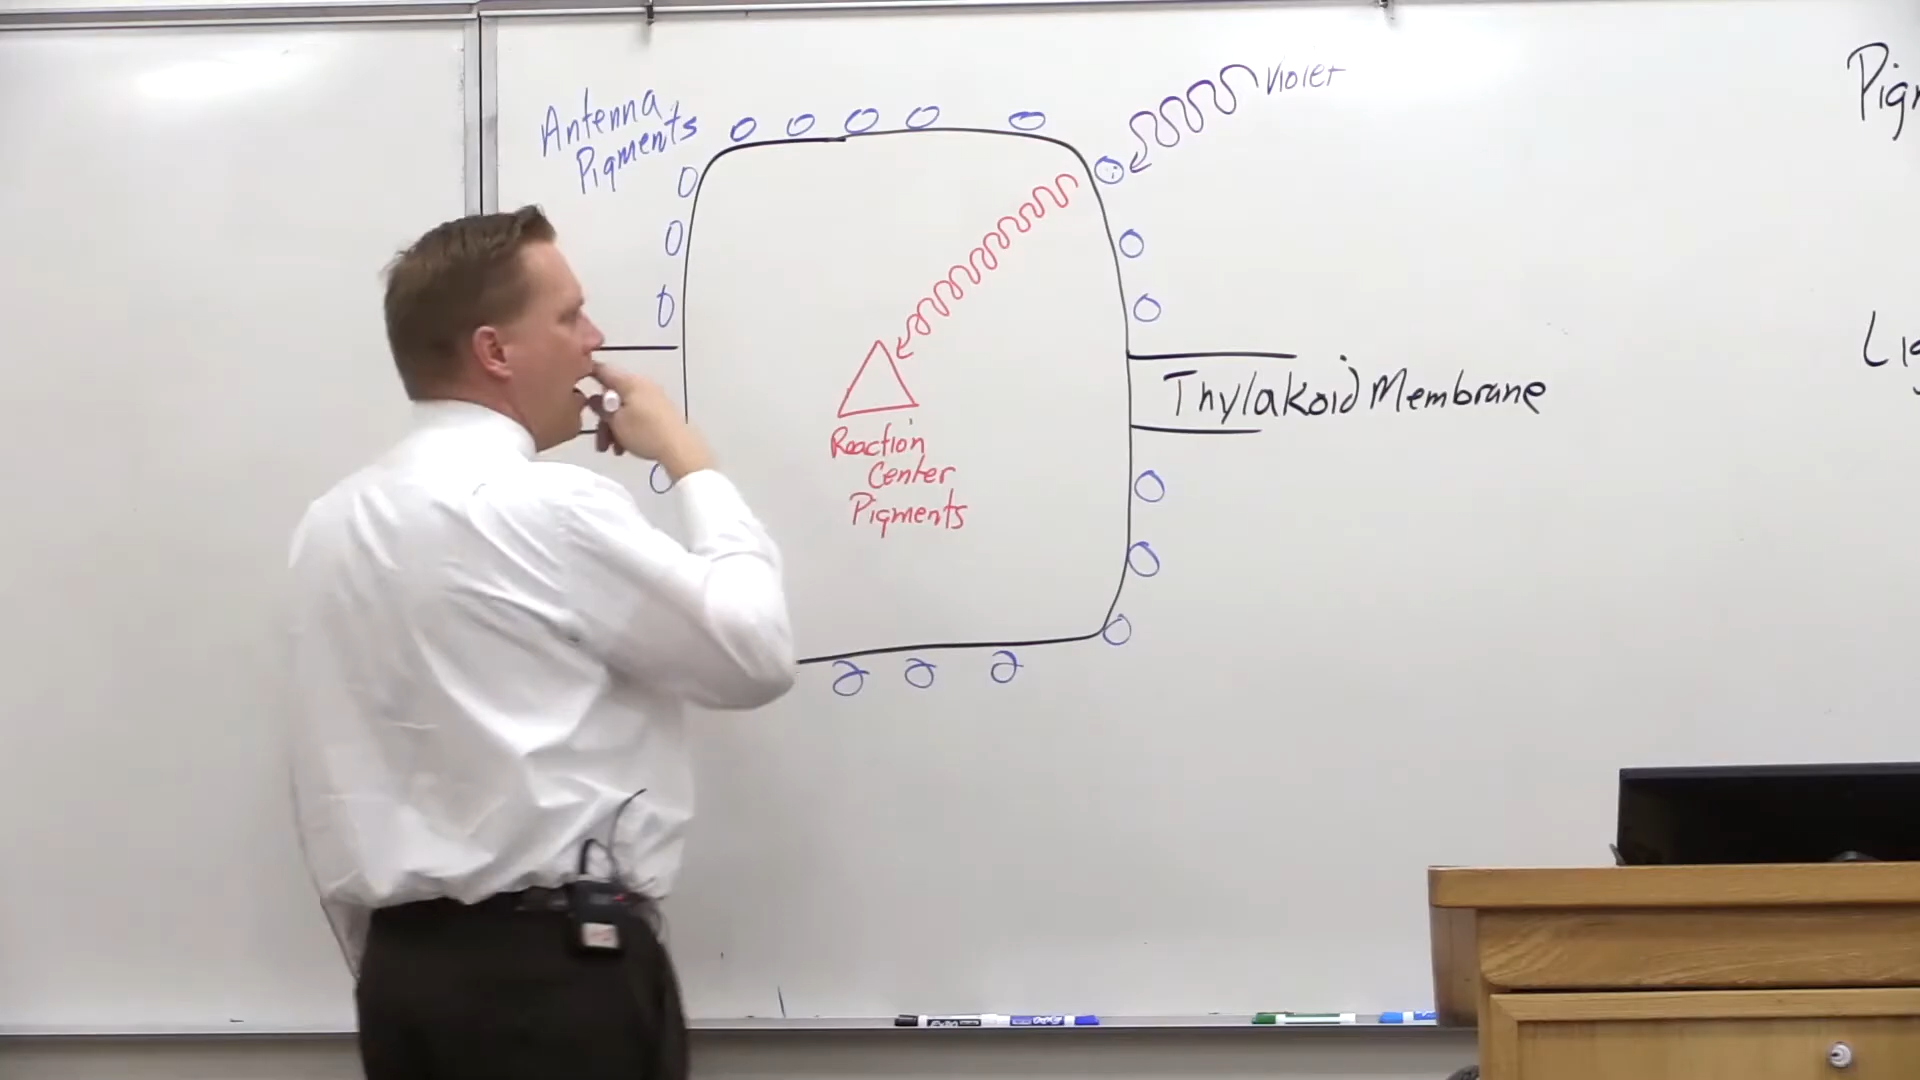 Antenna
Pigments
Violet
Reaction
Center
Pigments
Thylakoid Membrane